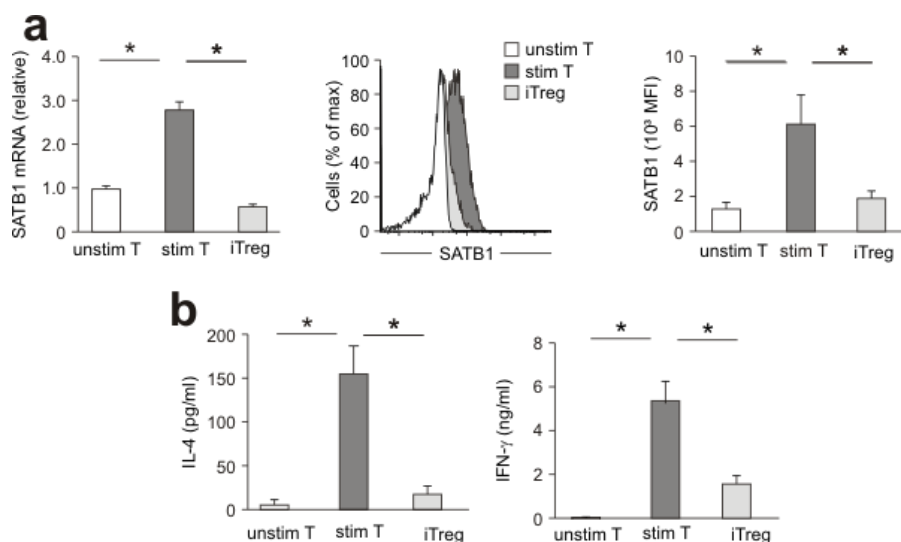 a
SATB1 mRNA (relative)
4.0
3.0
2.0
1.0
0
unstim T
stim T
iTreg
*
*
Cells (% of max)
100
80
60
40
20
0
SATB1
unstim T
stim T
iTreg
SATB1 (10³ MFI)
10
8
6
4
2
0
unstim T
stim T
iTreg
*
*
b
IL-4 (pg/ml)
200
150
100
50
0
unstim T
stim T
iTreg
*
*
IFN-γ (ng/ml)
8
6
4
2
0
unstim T
stim T
iTreg
*
*